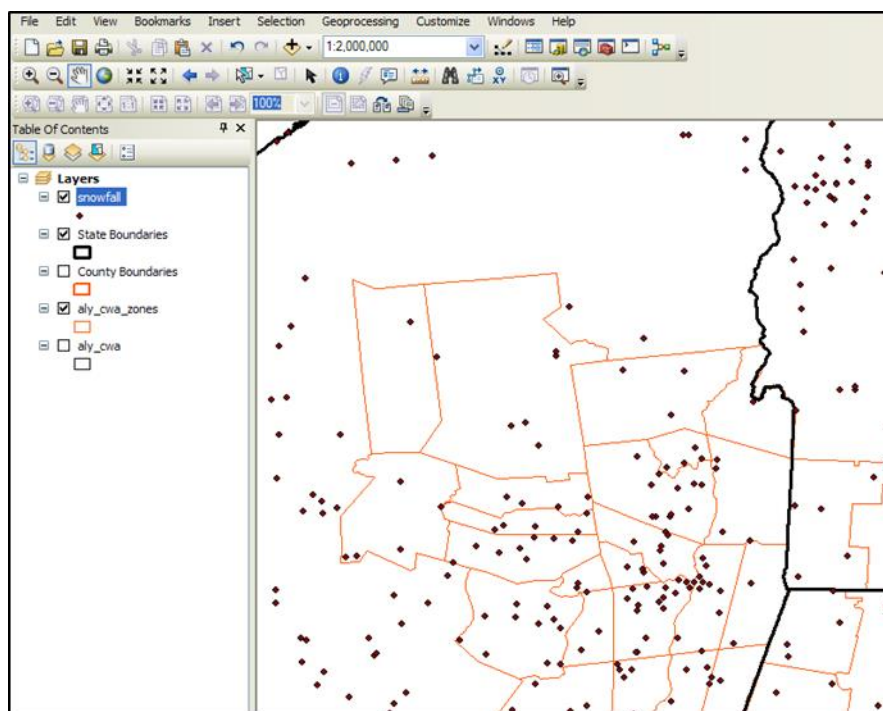 File Edit View Bookmarks Insert Selection Geoprocessing Customize Windows Help
1:2,000,000
XY
100%
Table Of Contents
Layers
snowfall
State Boundaries
County Boundaries
aly_cwa_zones
aly_cwa